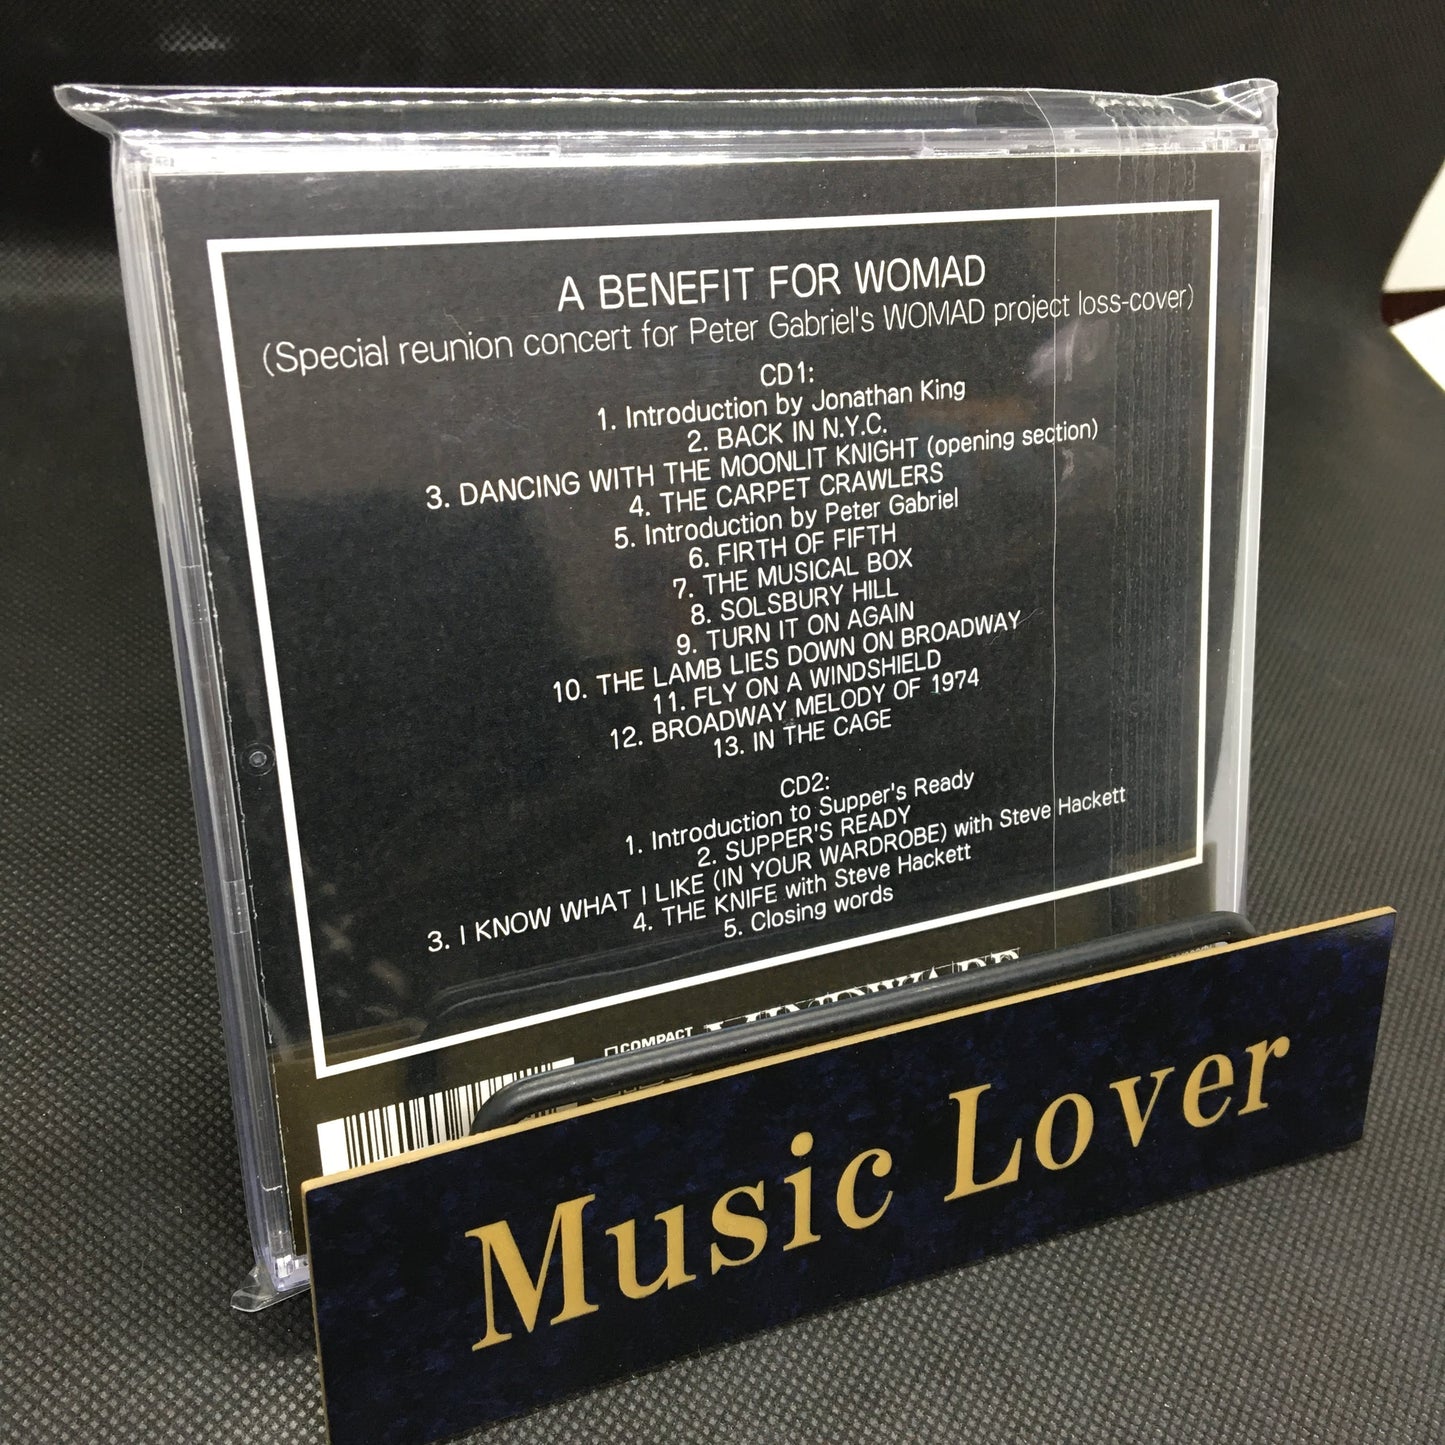 A BENEFIT FOR WOMAD
(Special reunion concert for Peter Gabriel's WOMAD project loss-cover)
CD1:
1. Introduction by Jonathan King
2. BACK IN N.Y.C.
3. DANCING WITH THE MOONLIT KNIGHT (opening section)
4. THE CARPET CRAWLERS
5. Introduction by Peter Gabriel
6. FIRTH OF FIFTH
7. THE MUSICAL BOX
8. SOLSBURY HILL
9. TURN IT ON AGAIN
10. THE LAMB LIES DOWN ON BROADWAY
11. FLY ON A WINDSHIELD
12. BROADWAY MELODY OF 1974
13. IN THE CAGE
CD2:
1. Introduction to Supper's Ready
2. SUPPER'S READY
3. I KNOW WHAT I LIKE (IN YOUR WARDROBE) with Steve Hackett
4. THE KNIFE with Steve Hackett
5. Closing words
COMPACT
Music Lover